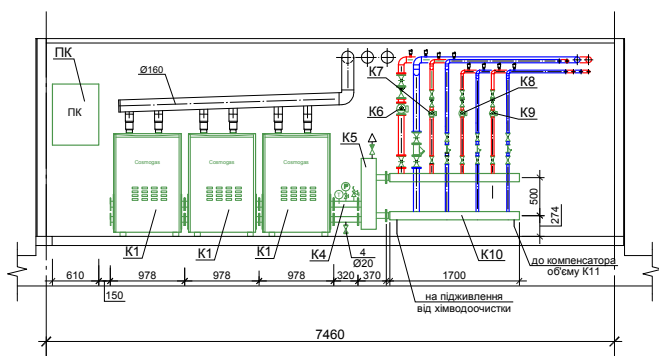 ПК
ПК
Ø160
К7
К6
К8
К9
К5
Cosmogas
Cosmogas
Cosmogas
P
500
274
К1
К1
К1
К4
4
Ø20
К10
до компенсатора
об'єму К11
610
150
978
978
978
320
370
1700
на підживлення
від хімводоочистки
7460